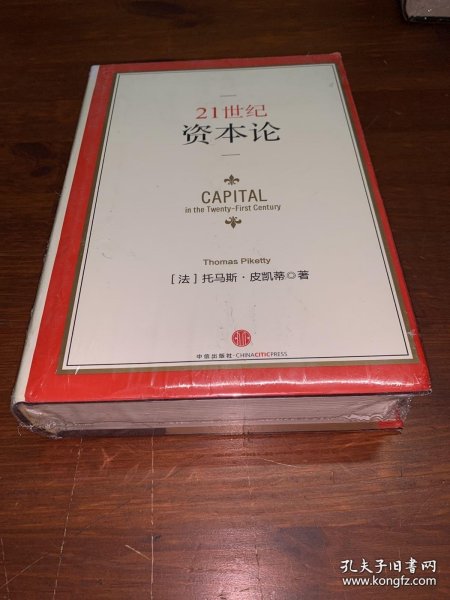 21世纪
资本论
CAPITAL
in the Twenty-First Century
Thomas Piketty
[法]托马斯·皮凯蒂◎著
中信出版社·CHINACITICPRESS
孔夫子旧书网
www.kongfz.com